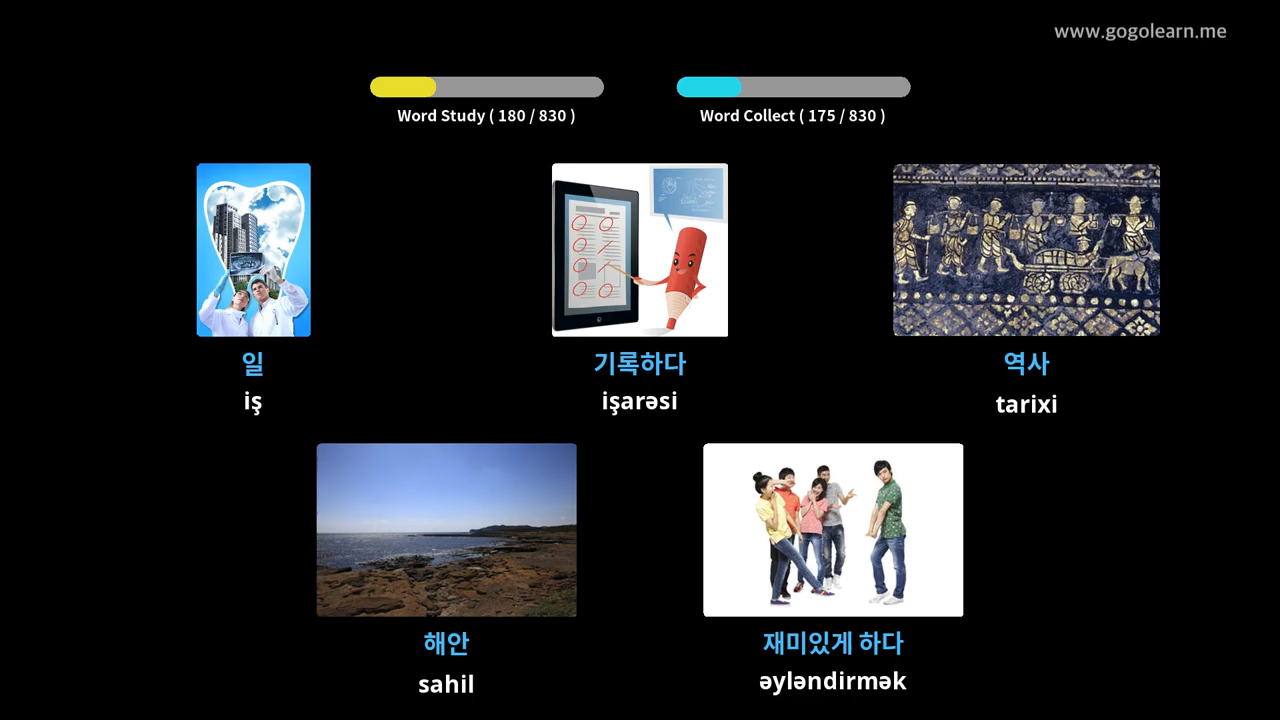 www.gogolearn.me
Word Study ( 180 / 830 )
Word Collect ( 175 / 830 )
일
iş
기록하다
işarəsi
역사
tarixi
해안
sahil
재미있게 하다
əyləndirmək